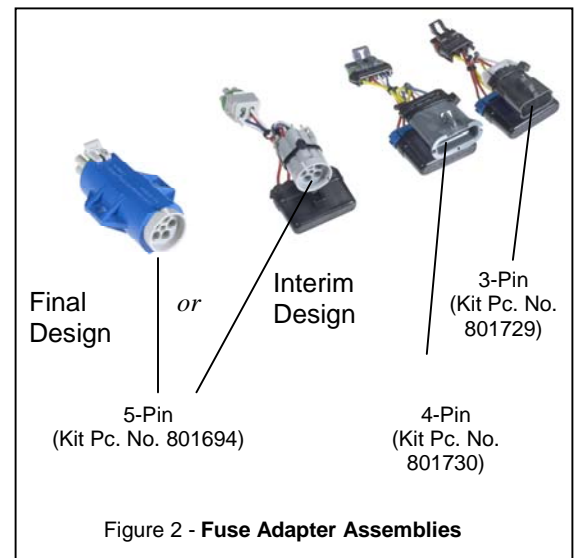 Final
Design
or
Interim
Design
3-Pin
(Kit Pc. No.
801729)
5-Pin
(Kit Pc. No. 801694)
4-Pin
(Kit Pc. No.
801730)
Figure 2 - Fuse Adapter Assemblies